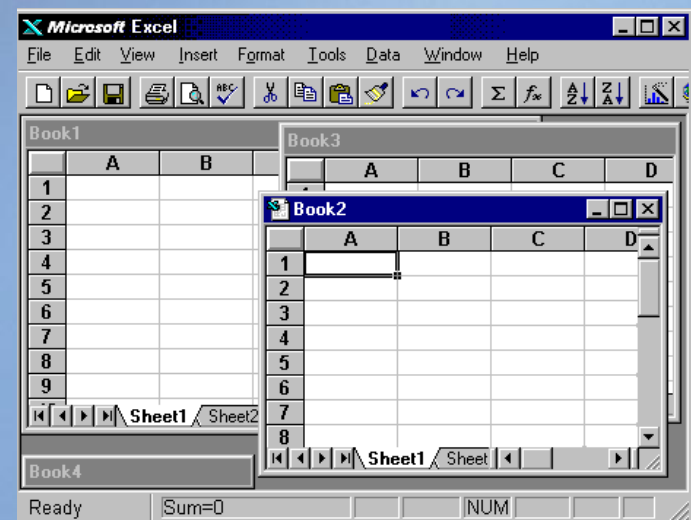 Microsoft Excel
File Edit View Insert Format Tools Data Window Help
ABC Σ fx A Z Z A
Book1
A B
1
2
3
4
5
6
7
8
9
Sheet1 Sheet2
Book3
A B C D
Book2
A B C D
1
2
3
4
5
6
7
8
Sheet1 Sheet
Book4
Ready Sum=0 NUM